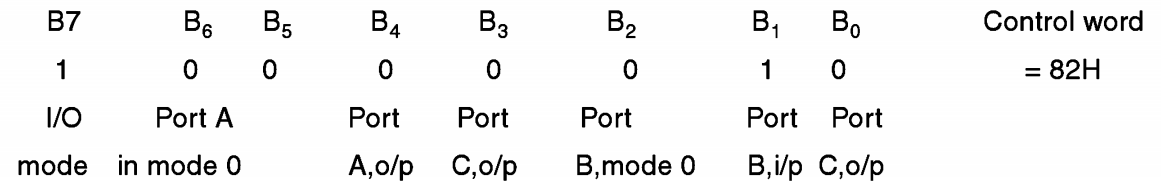 B7 B₆ B₅ B₄ B₃ B₂ B₁ B₀ Control word
1 0 0 0 0 0 1 0 = 82H
I/O Port A Port Port Port Port Port
mode in mode 0 A,o/p C,o/p B,mode 0 B,i/p C,o/p